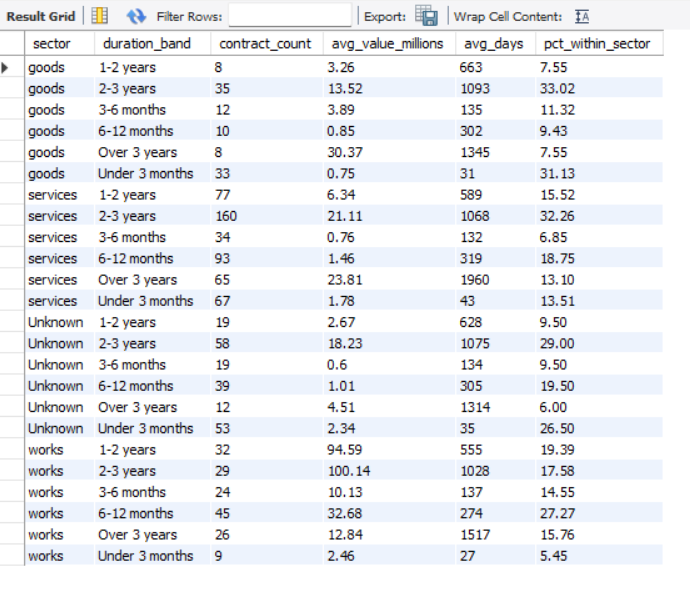 Result Grid Filter Rows: Export: Wrap Cell Content: IA
sector duration_band contract_count avg_value_millions avg_days pct_within_sector
goods 1-2 years 8 3.26 663 7.55
goods 2-3 years 35 13.52 1093 33.02
goods 3-6 months 12 3.89 135 11.32
goods 6-12 months 10 0.85 302 9.43
goods Over 3 years 8 30.37 1345 7.55
goods Under 3 months 33 0.75 31 31.13
services 1-2 years 77 6.34 589 15.52
services 2-3 years 160 21.11 1068 32.26
services 3-6 months 34 0.76 132 6.85
services 6-12 months 93 1.46 319 18.75
services Over 3 years 65 23.81 1960 13.10
services Under 3 months 67 1.78 43 13.51
Unknown 1-2 years 19 2.67 628 9.50
Unknown 2-3 years 58 18.23 1075 29.00
Unknown 3-6 months 19 0.6 134 9.50
Unknown 6-12 months 39 1.01 305 19.50
Unknown Over 3 years 12 4.51 1314 6.00
Unknown Under 3 months 53 2.34 35 26.50
works 1-2 years 32 94.59 555 19.39
works 2-3 years 29 100.14 1028 17.58
works 3-6 months 24 10.13 137 14.55
works 6-12 months 45 32.68 274 27.27
works Over 3 years 26 12.84 1517 15.76
works Under 3 months 9 2.46 27 5.45